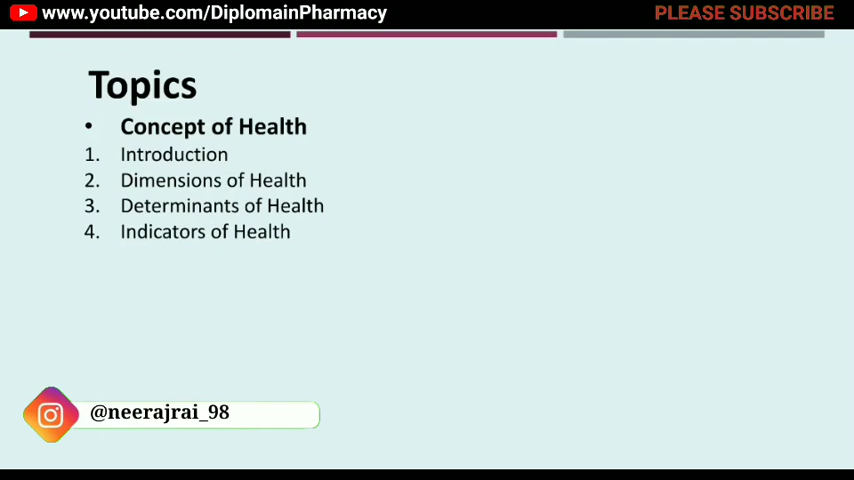 www.youtube.com/DiplomainPharmacy
PLEASE SUBSCRIBE
Topics
• Concept of Health
1. Introduction
2. Dimensions of Health
3. Determinants of Health
4. Indicators of Health
@neerajrai_98